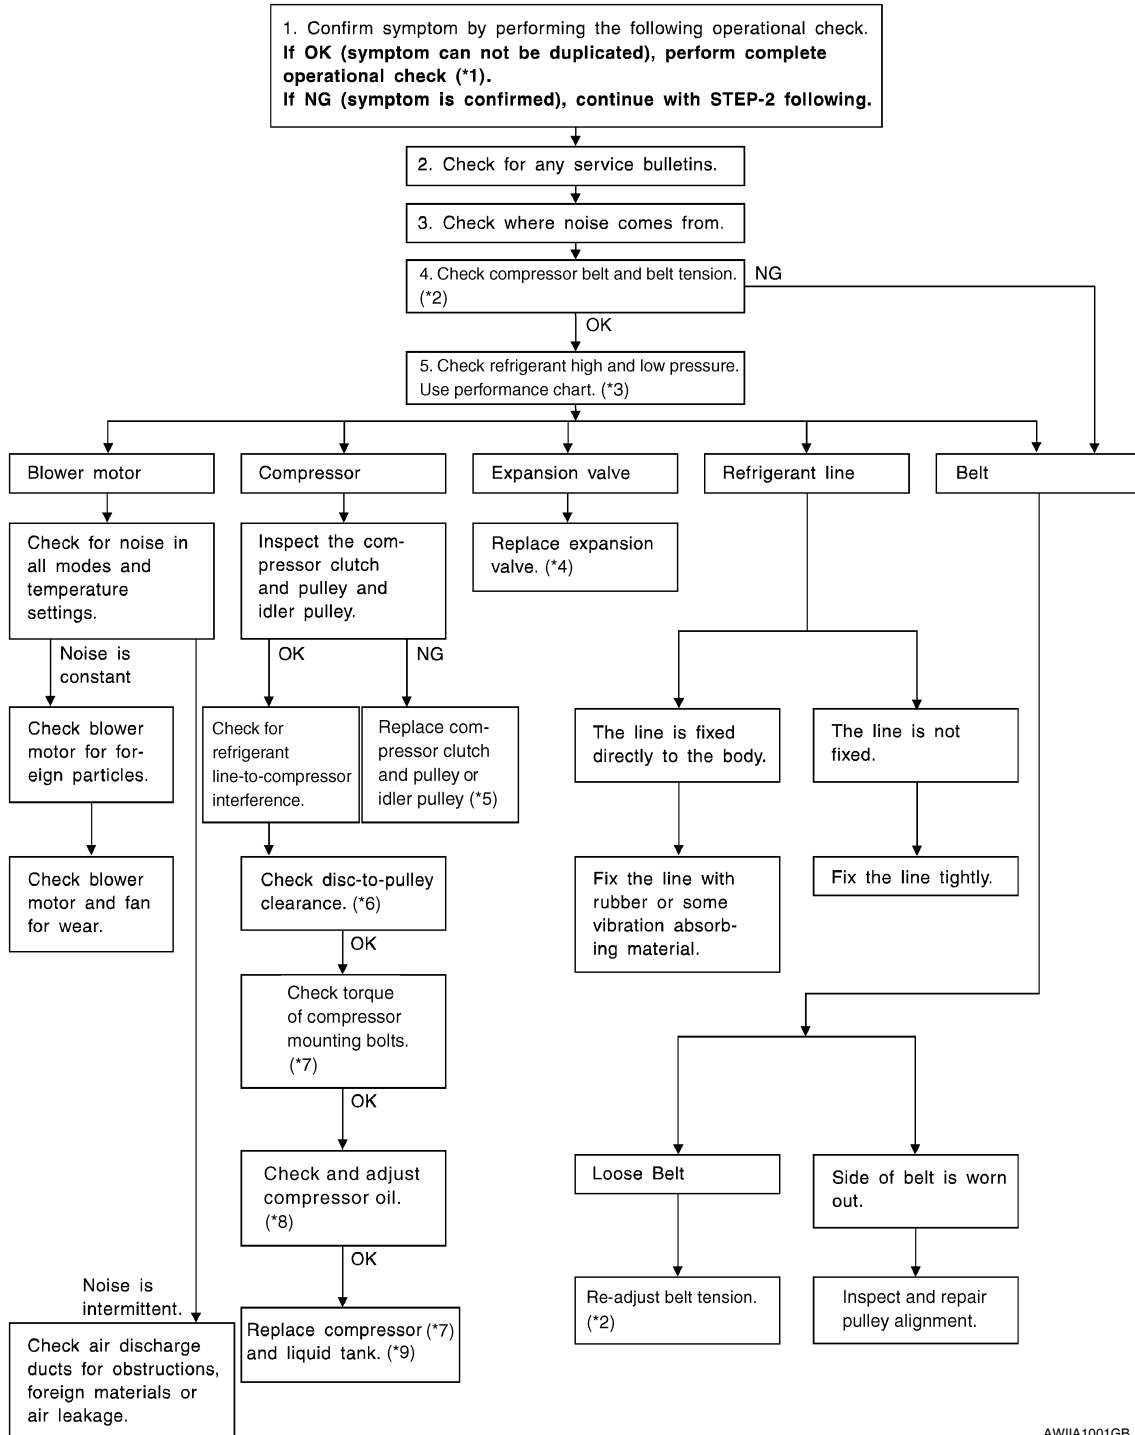 1. Confirm symptom by performing the following operational check.
If OK (symptom can not be duplicated), perform complete
operational check (*1).
If NG (symptom is confirmed), continue with STEP-2 following.
2. Check for any service bulletins.
3. Check where noise comes from.
4. Check compressor belt and belt tension.
(*2)
NG
OK
5. Check refrigerant high and low pressure.
Use performance chart. (*3)
Blower motor
Compressor
Expansion valve
Refrigerant line
Belt
Check for noise in
all modes and
temperature
settings.
Inspect the com-
pressor clutch
and pulley and
idler pulley.
Replace expansion
valve. (*4)
Noise is
constant
OK
NG
Check blower
motor for for-
eign particles.
Check for
refrigerant
line-to-compressor
interference.
Replace com-
pressor clutch
and pulley or
idler pulley (*5)
The line is fixed
directly to the body.
The line is not
fixed.
Check blower
motor and fan
for wear.
Check disc-to-pulley
clearance. (*6)
Fix the line with
rubber or some
vibration absorb-
ing material.
Fix the line tightly.
OK
Check torque
of compressor
mounting bolts.
(*7)
OK
Check and adjust
compressor oil.
(*8)
Loose Belt
Side of belt is worn
out.
OK
Noise is
intermittent.
Re-adjust belt tension.
(*2)
Inspect and repair
pulley alignment.
Replace compressor (*7)
and liquid tank. (*9)
Check air discharge
ducts for obstructions,
foreign materials or
air leakage.
AWIIA1001GB